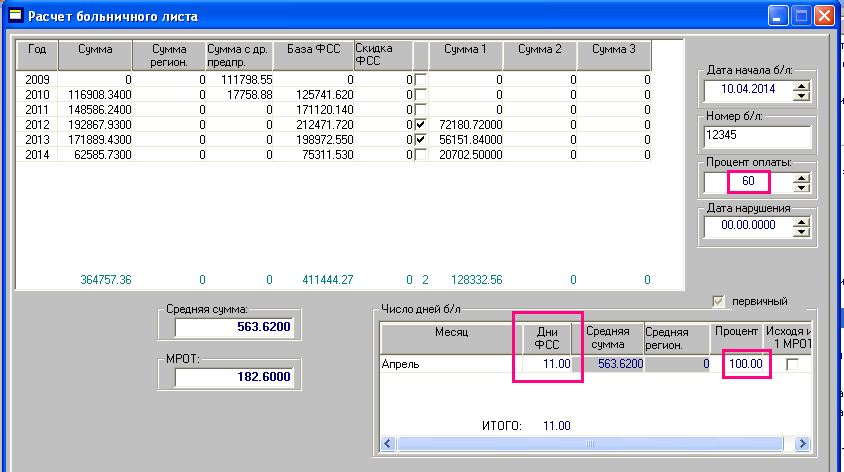 Расчет больничного листа
Год Сумма Сумма регион. Сумма с др. предпр. База ФСС Скидка ФСС Сумма 1 Сумма 2 Сумма 3
2009 0 0 111798.55 0 0 0 0 0
2010 116908.3400 0 17758.88 125741.620 0 0 0 0
2011 148586.2400 0 0 171120.140 0 0 0 0
2012 192867.9300 0 0 212471.720 0 72180.72000 0 0
2013 171889.4300 0 0 198972.550 0 56151.84000 0 0
2014 62585.7300 0 0 75311.530 0 20702.50000 0 0
364757.36 0 0 411444.27 0 2 128332.56 0 0
Дата начала б/л:
10.04.2014
Номер б/л:
12345
Процент оплаты:
60
Дата нарушения
00.00.0000
первичный
Средняя сумма:
563.6200
МРОТ:
182.6000
Число дней б/л
Месяц Дни ФСС Средняя сумма Средняя регион. Процент Исходя и 1 МРОТ
Апрель 11.00 563.6200 0 100.00
ИТОГО: 11.00